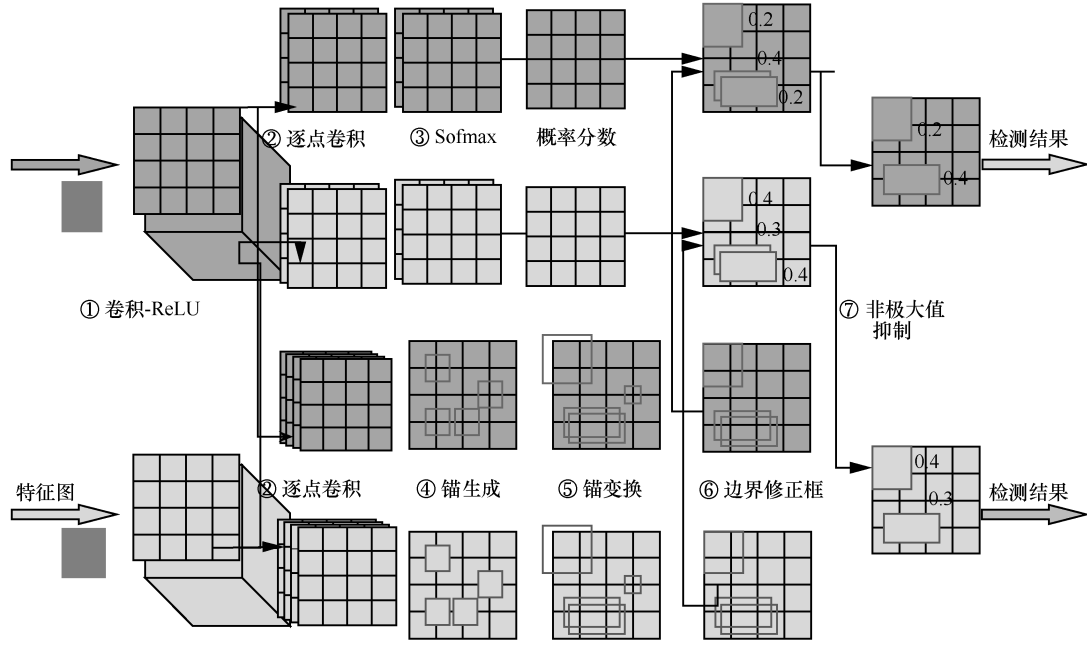 0.2
0.4
0.2
② 逐点卷积
③ Sofmax
概率分数
0.2
0.4
检测结果
0.4
0.3
0.4
① 卷积-ReLU
⑦ 非极大值
抑制
特征图
② 逐点卷积
④ 锚生成
⑤ 锚变换
⑥ 边界修正框
0.4
0.3
检测结果